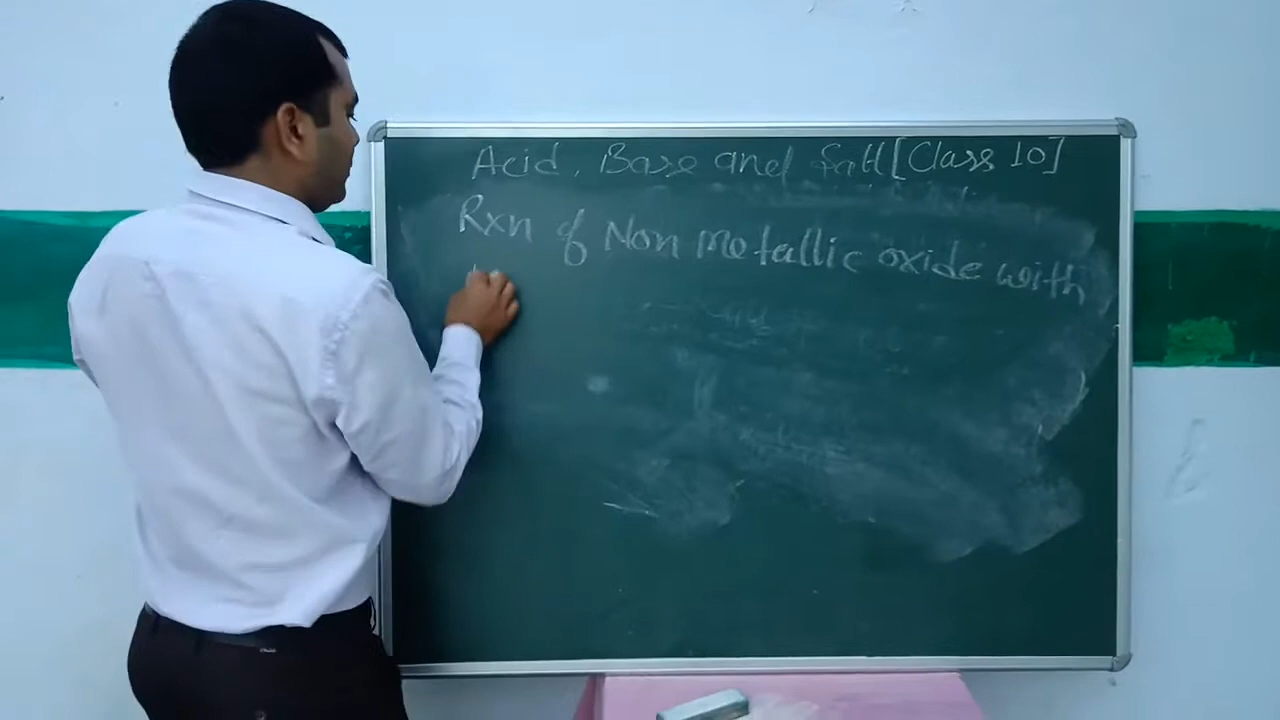 Acid, Base and Salt [Class 10]
Rxn of Non metallic oxide with